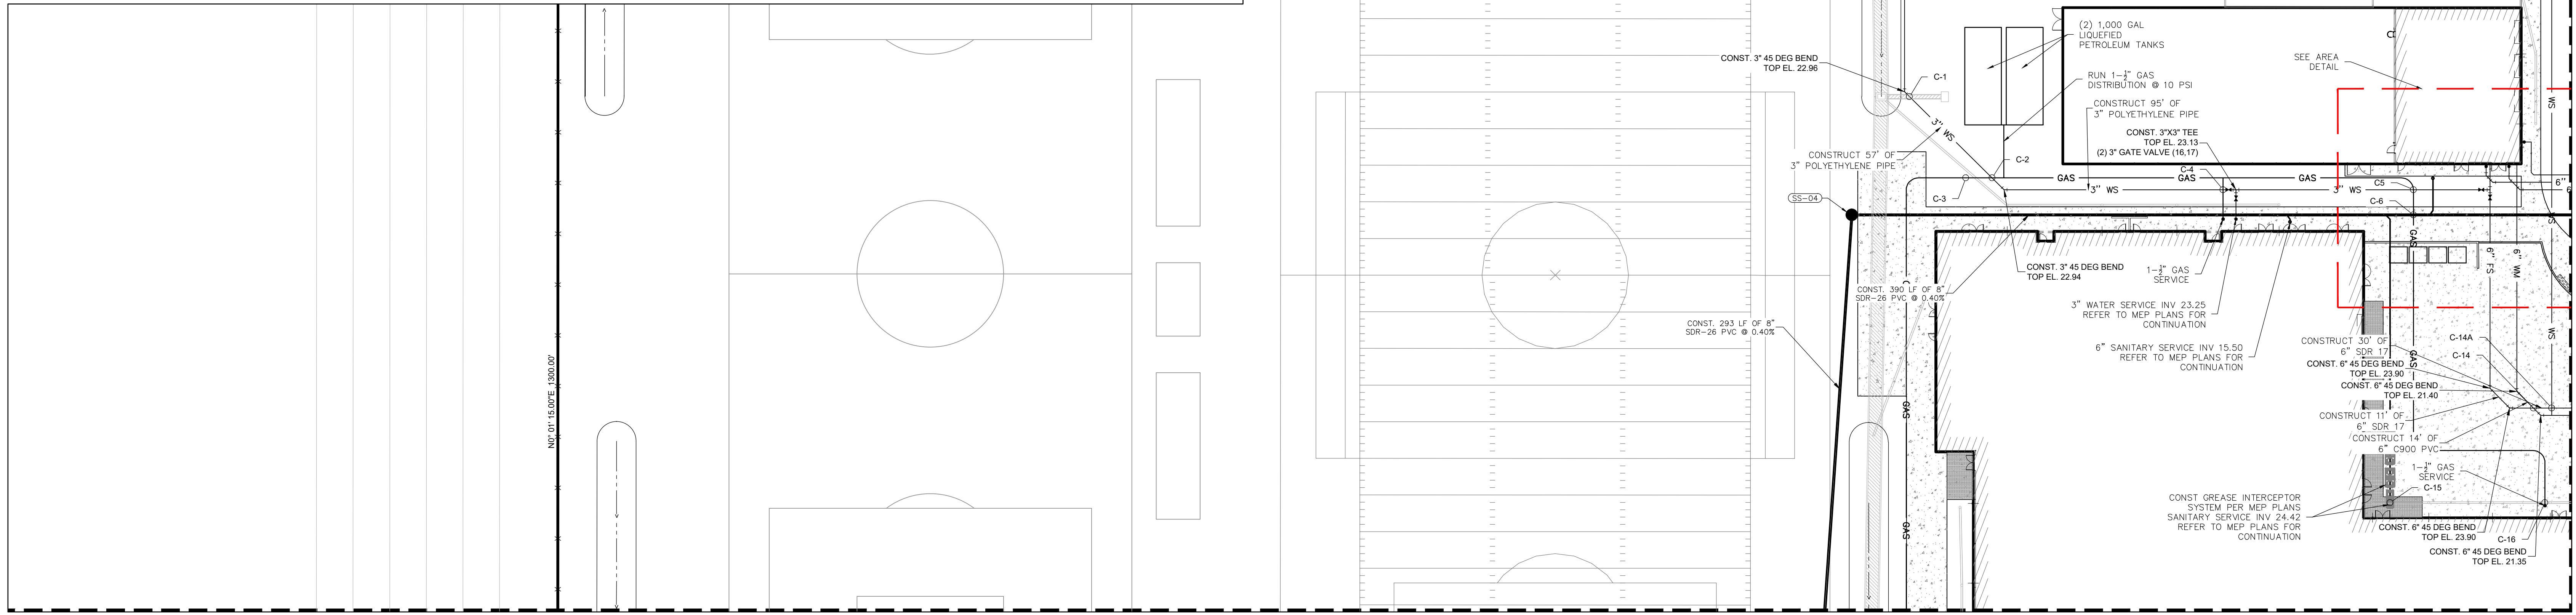 N0° 01' 15.00"E 1300.00'
CONST. 3" 45 DEG BEND
TOP EL. 22.96
C-1
3" WS
(2) 1,000 GAL
LIQUEFIED
PETROLEUM TANKS
RUN 1-1/2" GAS
DISTRIBUTION @ 10 PSI
CONSTRUCT 95' OF
3" POLYETHYLENE PIPE
CONST. 3"X3" TEE
TOP EL. 23.13
(2) 3" GATE VALVE (16,17)
SEE AREA
DETAIL
WS
CONSTRUCT 57' OF
3" POLYETHYLENE PIPE
C-2
C-3
SS-04
GAS
GAS
GAS
C-4
3" WS
3" WS
C5
C-6
6"
6
WS
GAS
6" FS
6" WM
CONST. 3" 45 DEG BEND
TOP EL. 22.94
1-1/2" GAS
SERVICE
CONST. 390 LF OF 8"
SDR-26 PVC @ 0.40%
CONST. 293 LF OF 8"
SDR-26 PVC @ 0.40%
3" WATER SERVICE INV 23.25
REFER TO MEP PLANS FOR
CONTINUATION
6" SANITARY SERVICE INV 15.50
REFER TO MEP PLANS FOR
CONTINUATION
WS
GAS
C-14A
C-14
CONSTRUCT 30' OF
6" SDR 17
CONST. 6" 45 DEG BEND
TOP EL. 23.90
CONST. 6" 45 DEG BEND
TOP EL. 21.40
CONSTRUCT 11' OF
6" SDR 17
CONSTRUCT 14' OF
6" C900 PVC
GAS
1-1/2" GAS
SERVICE
C-15
CONST GREASE INTERCEPTOR
SYSTEM PER MEP PLANS
SANITARY SERVICE INV 24.42
REFER TO MEP PLANS FOR
CONTINUATION
GAS
CONST. 6" 45 DEG BEND
TOP EL. 23.90
C-16
CONST. 6" 45 DEG BEND
TOP EL. 21.35